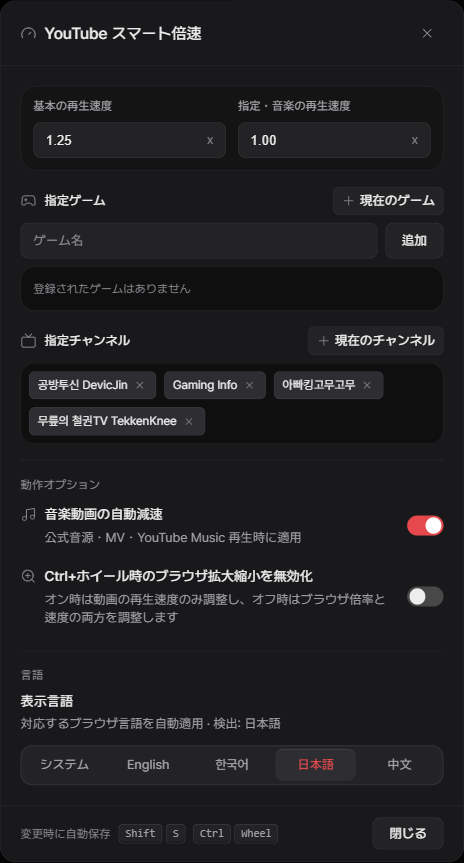 YouTube スマート倍速
基本の再生速度
指定・音楽の再生速度
1.25 x
1.00 x
指定ゲーム
+ 現在のゲーム
ゲーム名
追加
登録されたゲームはありません
指定チャンネル
+ 現在のチャンネル
공방투신 DevicJin ×
Gaming Info ×
아빠킹고무고무 ×
무릎의 철권TV TekkenKnee ×
動作オプション
音楽動画の自動減速
公式音源・MV・YouTube Music 再生時に適用
Ctrl+ホイール時のブラウザ拡大縮小を無効化
オン時は動画の再生速度のみ調整し、オフ時はブラウザ倍率と
速度の両方を調整します
言語
表示言語
対応するブラウザ言語を自動適用 · 検出: 日本語
システム
English
한국어
日本語
中文
変更時に自動保存 Shift S Ctrl Wheel
閉じる